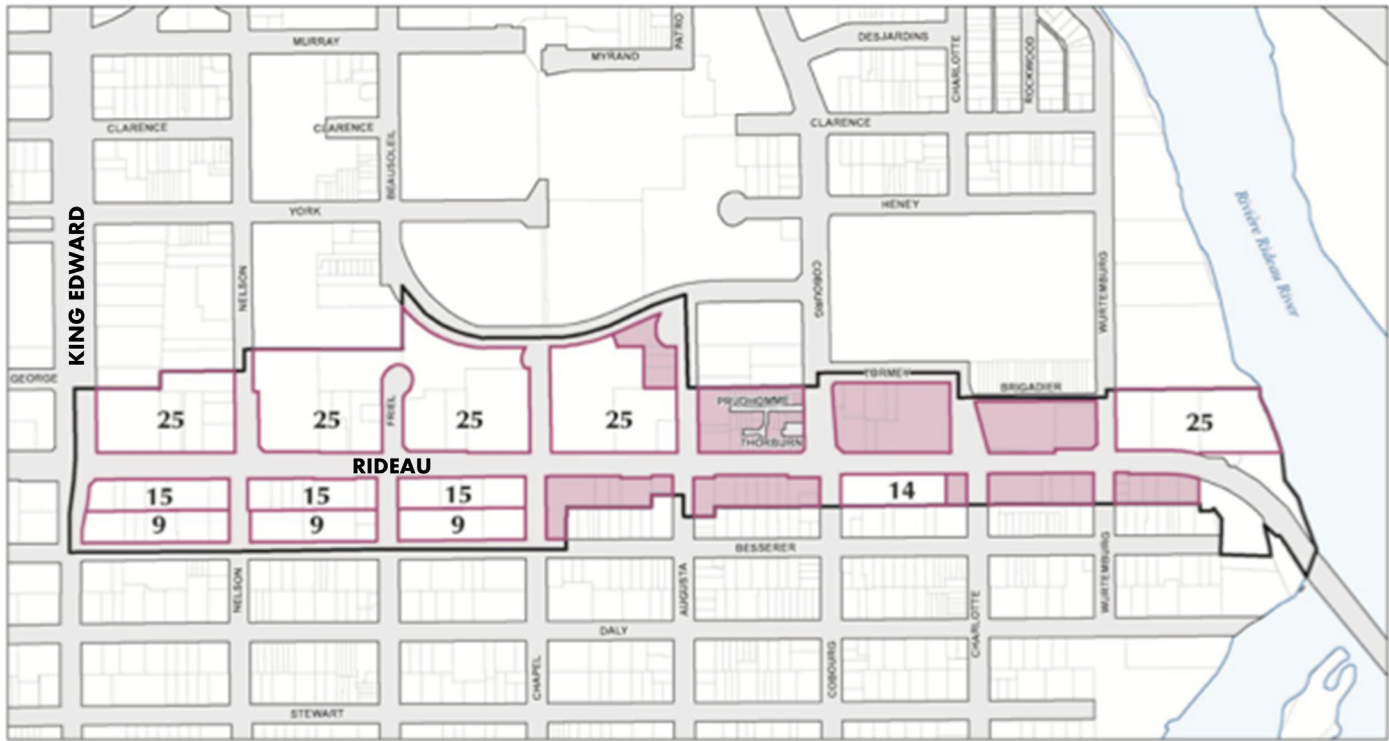 MURRAY
PATRO
MYRAND
DESJARDINS
CHARLOTTE
ROCKWOOD
CLARENCE
CLARENCE
CLARENCE
BEAUSOLEIL
YORK
HENEY
KING EDWARD
NELSON
COBOURG
WURTEMBURG
Rivière Rideau River
GEORGE
TORMEY
BRIGADIER
FRIEL
PRUDHOMME
THORBURN
25
25
25
25
25
RIDEAU
15
15
15
14
9
9
9
BESSERER
NELSON
AUGUSTA
CHARLOTTE
WURTEMBURG
DALY
CHAPEL
COBOURG
STEWART